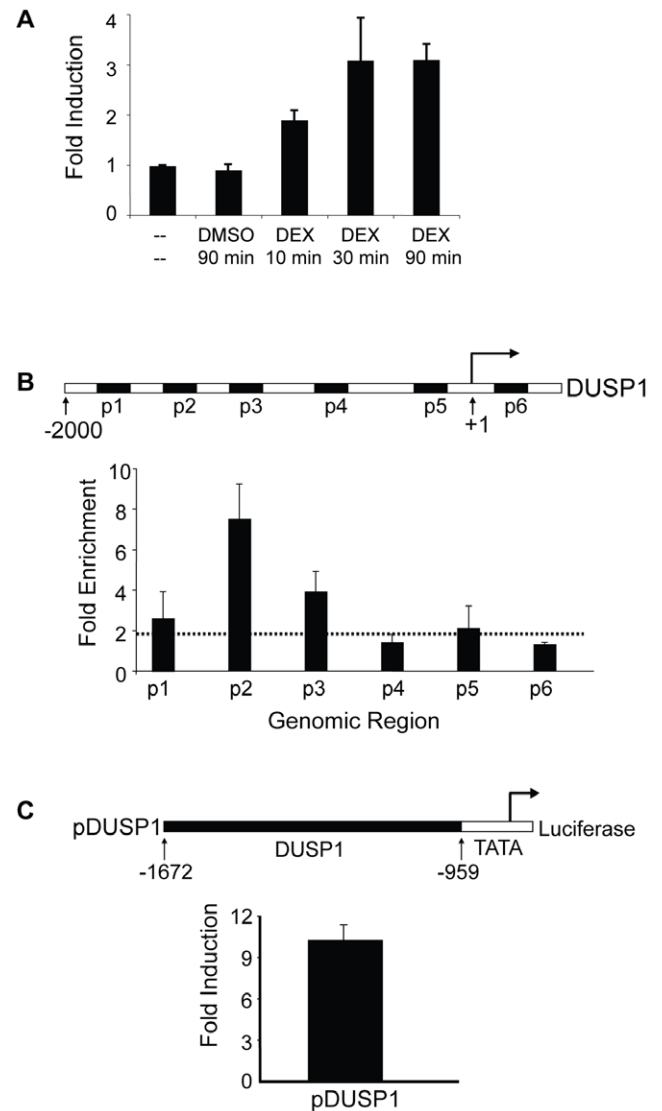 A
Fold Induction
4
3
2
1
0
-- DMSO DEX DEX DEX
-- 90 min 10 min 30 min 90 min
B
DUSP1
p1 p2 p3 p4 p5 p6
-2000 +1
Fold Enrichment
10
8
6
4
2
0
p1 p2 p3 p4 p5 p6
Genomic Region
C
pDUSP1 Luciferase
DUSP1 TATA
-1672 -959
Fold Induction
12
9
6
3
0
pDUSP1